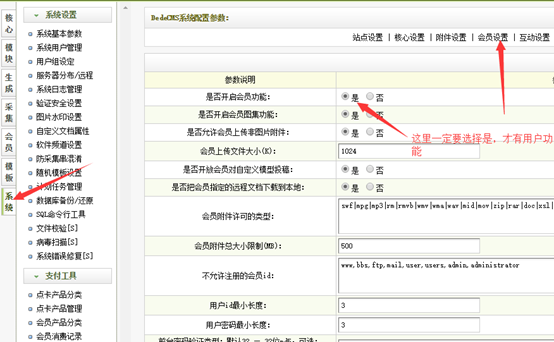 核心
模块
生成
采集
会员
模板
系统
系统设置
系统基本参数
系统用户管理
用户组设定
服务器分布/远程
系统日志管理
验证安全设置
图片水印设置
自定义文档属性
软件频道设置
防采集串混淆
随机模板设置
计划任务管理
数据库备份/还原
SQL命令行工具
文件校验[S]
病毒扫描[S]
系统错误修复[S]
支付工具
点卡产品分类
点卡产品管理
会员产品分类
会员消费记录
DedeCMS系统配置参数:
站点设置 | 核心设置 | 附件设置 | 会员设置 | 互动设置
参数说明
是否开启会员功能: 是 否
是否开启会员图集功能: 是 否
是否允许会员上传非图片附件: 是 否
这里一定要选择是,才有用户功能
会员上传文件大小(K): 1024
是否开放会员对自定义模型投稿: 是 否
是否把会员指定的远程文档下载到本地: 是 否
会员附件许可的类型: swf|mpg|mp3|rm|rmvb|wmv|wma|wav|mid|mov|zip|rar|doc|xsl|
会员附件总大小限制(MB): 500
不允许注册的会员id: www,bbs,ftp,mail,user,users,admin,administrator
用户id最小长度: 3
用户密码最小长度: 3